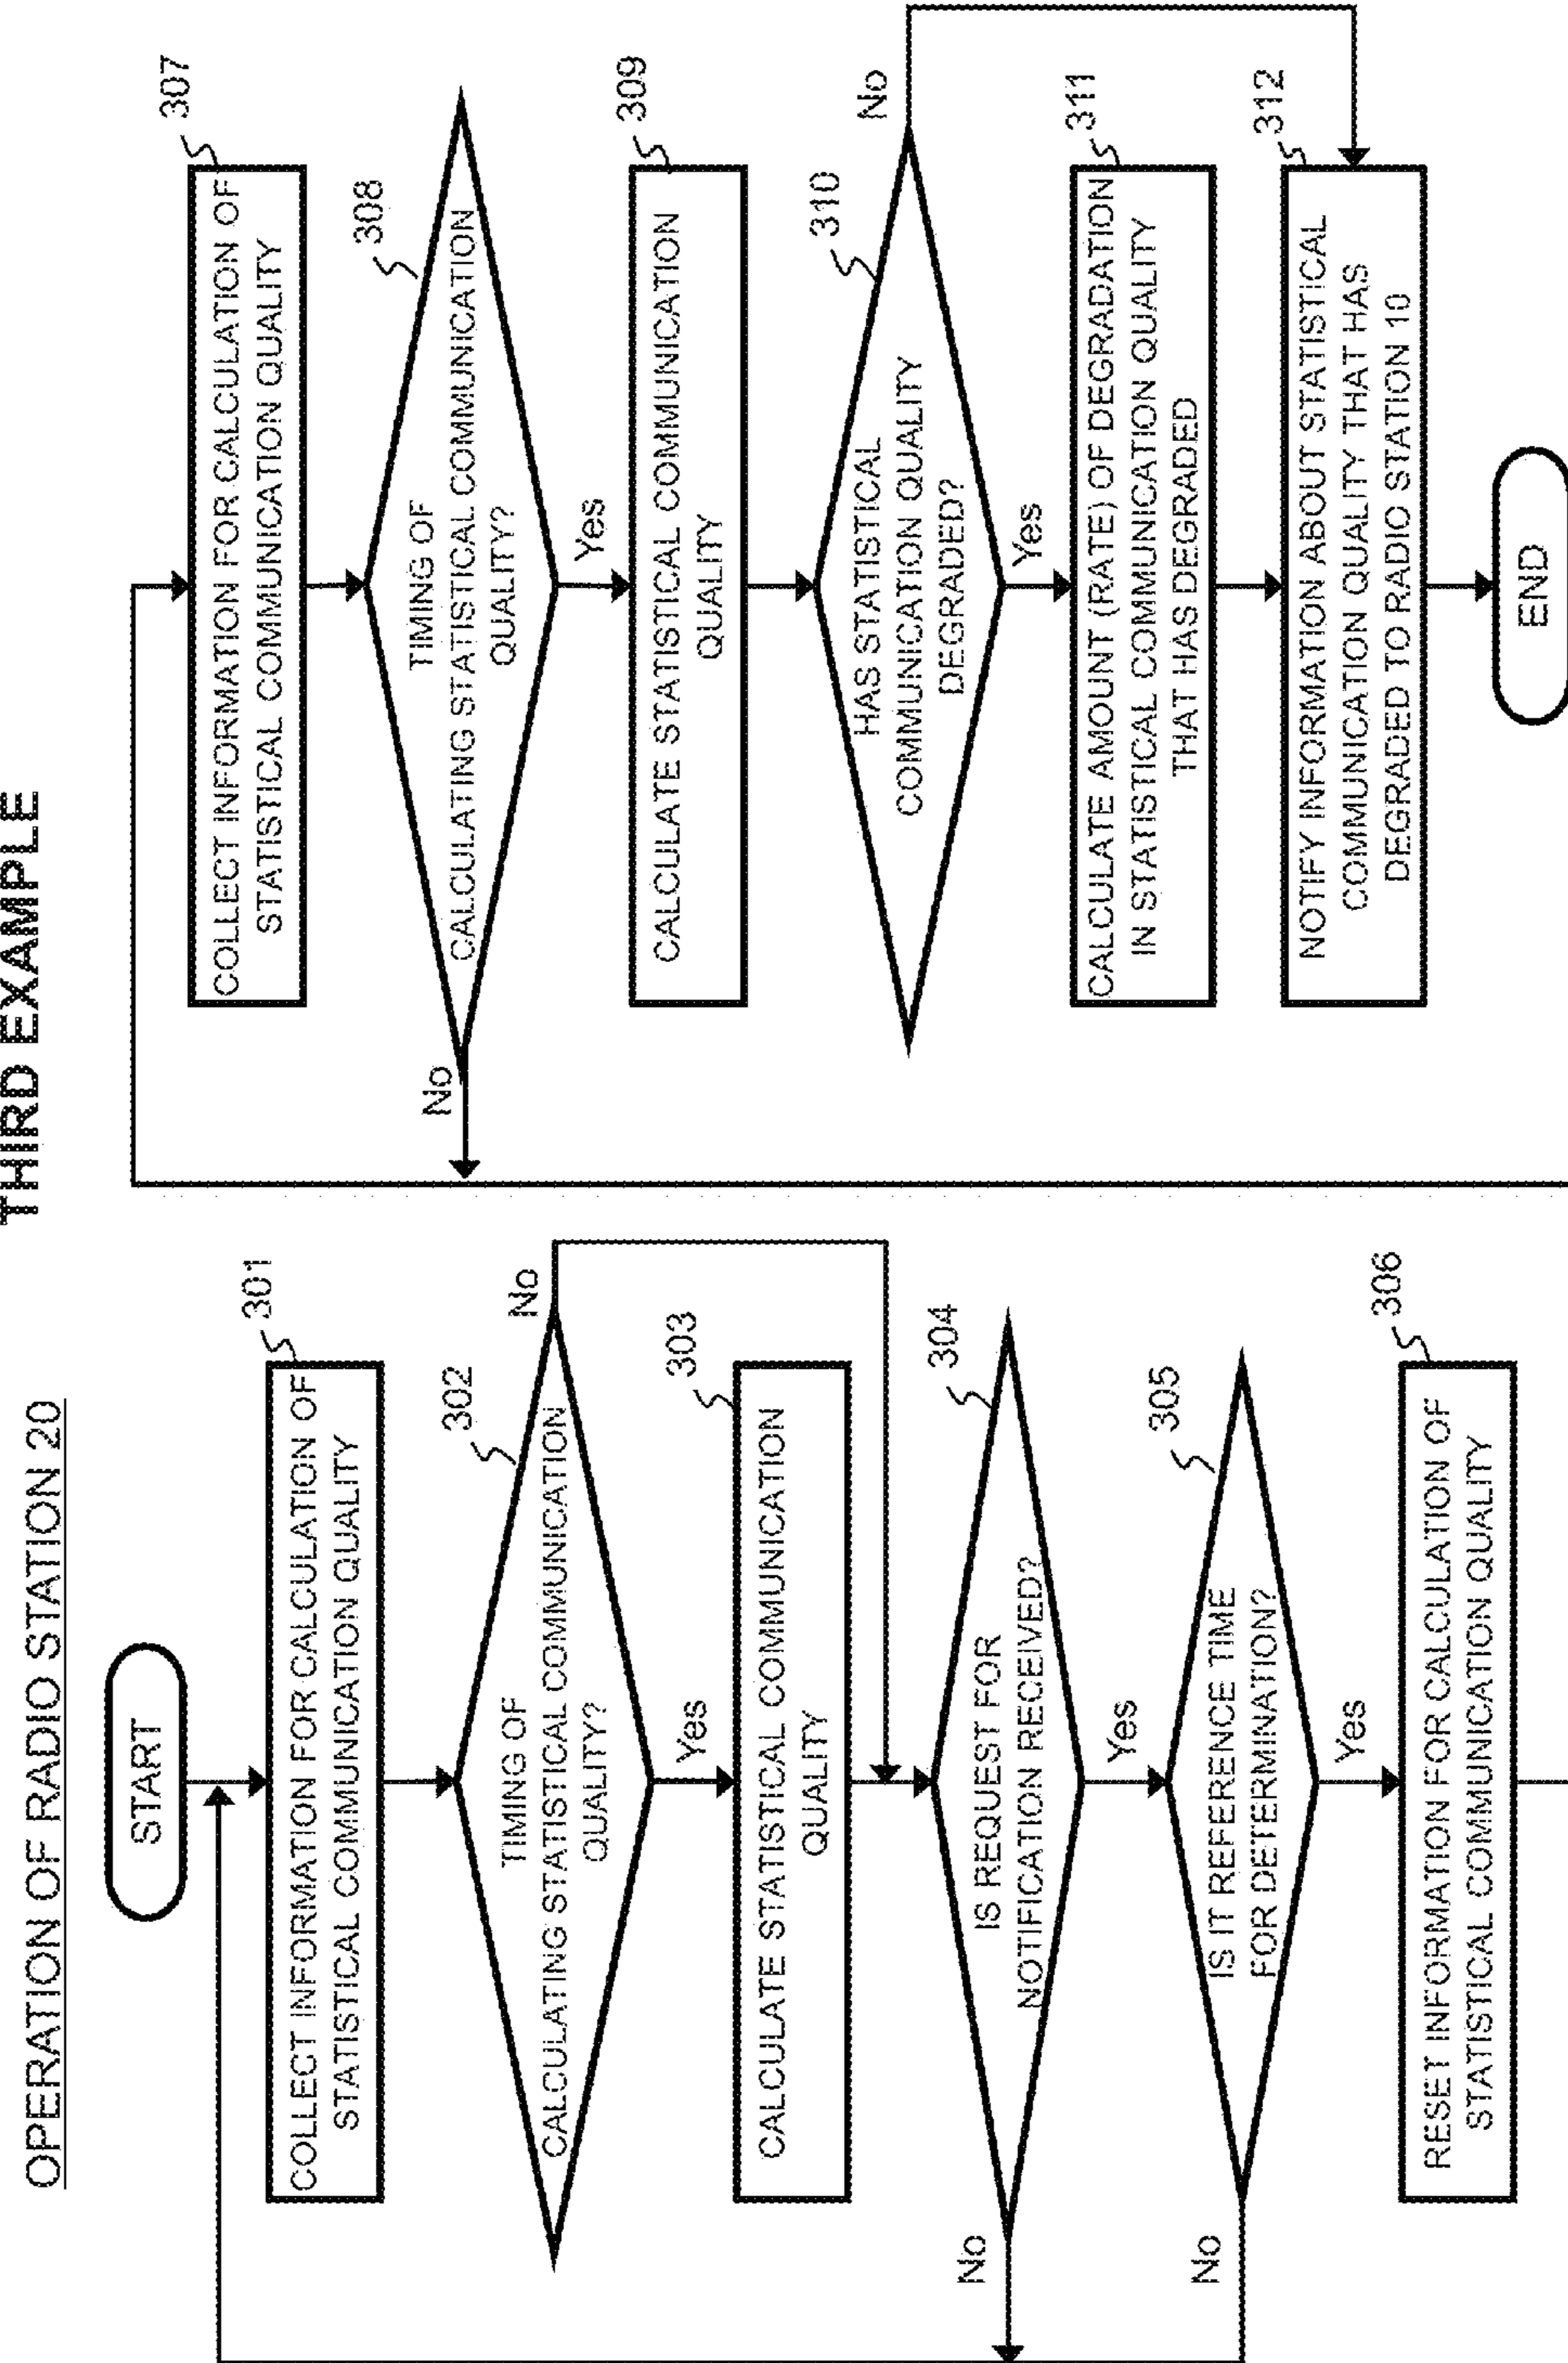 THIRD EXAMPLE
OPERATION OF RADIO STATION 20
START
301
COLLECT INFORMATION FOR CALCULATION OF
STATISTICAL COMMUNICATION QUALITY
302
TIMING OF
CALCULATING STATISTICAL COMMUNICATION
QUALITY?
No
Yes
303
CALCULATE STATISTICAL COMMUNICATION
QUALITY
304
IS REQUEST FOR
NOTIFICATION RECEIVED?
No
Yes
305
IS IT REFERENCE TIME
FOR DETERMINATION?
No
Yes
306
RESET INFORMATION FOR CALCULATION OF
STATISTICAL COMMUNICATION QUALITY
307
COLLECT INFORMATION FOR CALCULATION OF
STATISTICAL COMMUNICATION QUALITY
308
TIMING OF
CALCULATING STATISTICAL COMMUNICATION
QUALITY?
No
Yes
309
CALCULATE STATISTICAL COMMUNICATION
QUALITY
310
HAS STATISTICAL
COMMUNICATION QUALITY
DEGRADED?
No
Yes
311
CALCULATE AMOUNT (RATE) OF DEGRADATION
IN STATISTICAL COMMUNICATION QUALITY
THAT HAS DEGRADED
312
NOTIFY INFORMATION ABOUT STATISTICAL
COMMUNICATION QUALITY THAT HAS
DEGRADED TO RADIO STATION 10
END